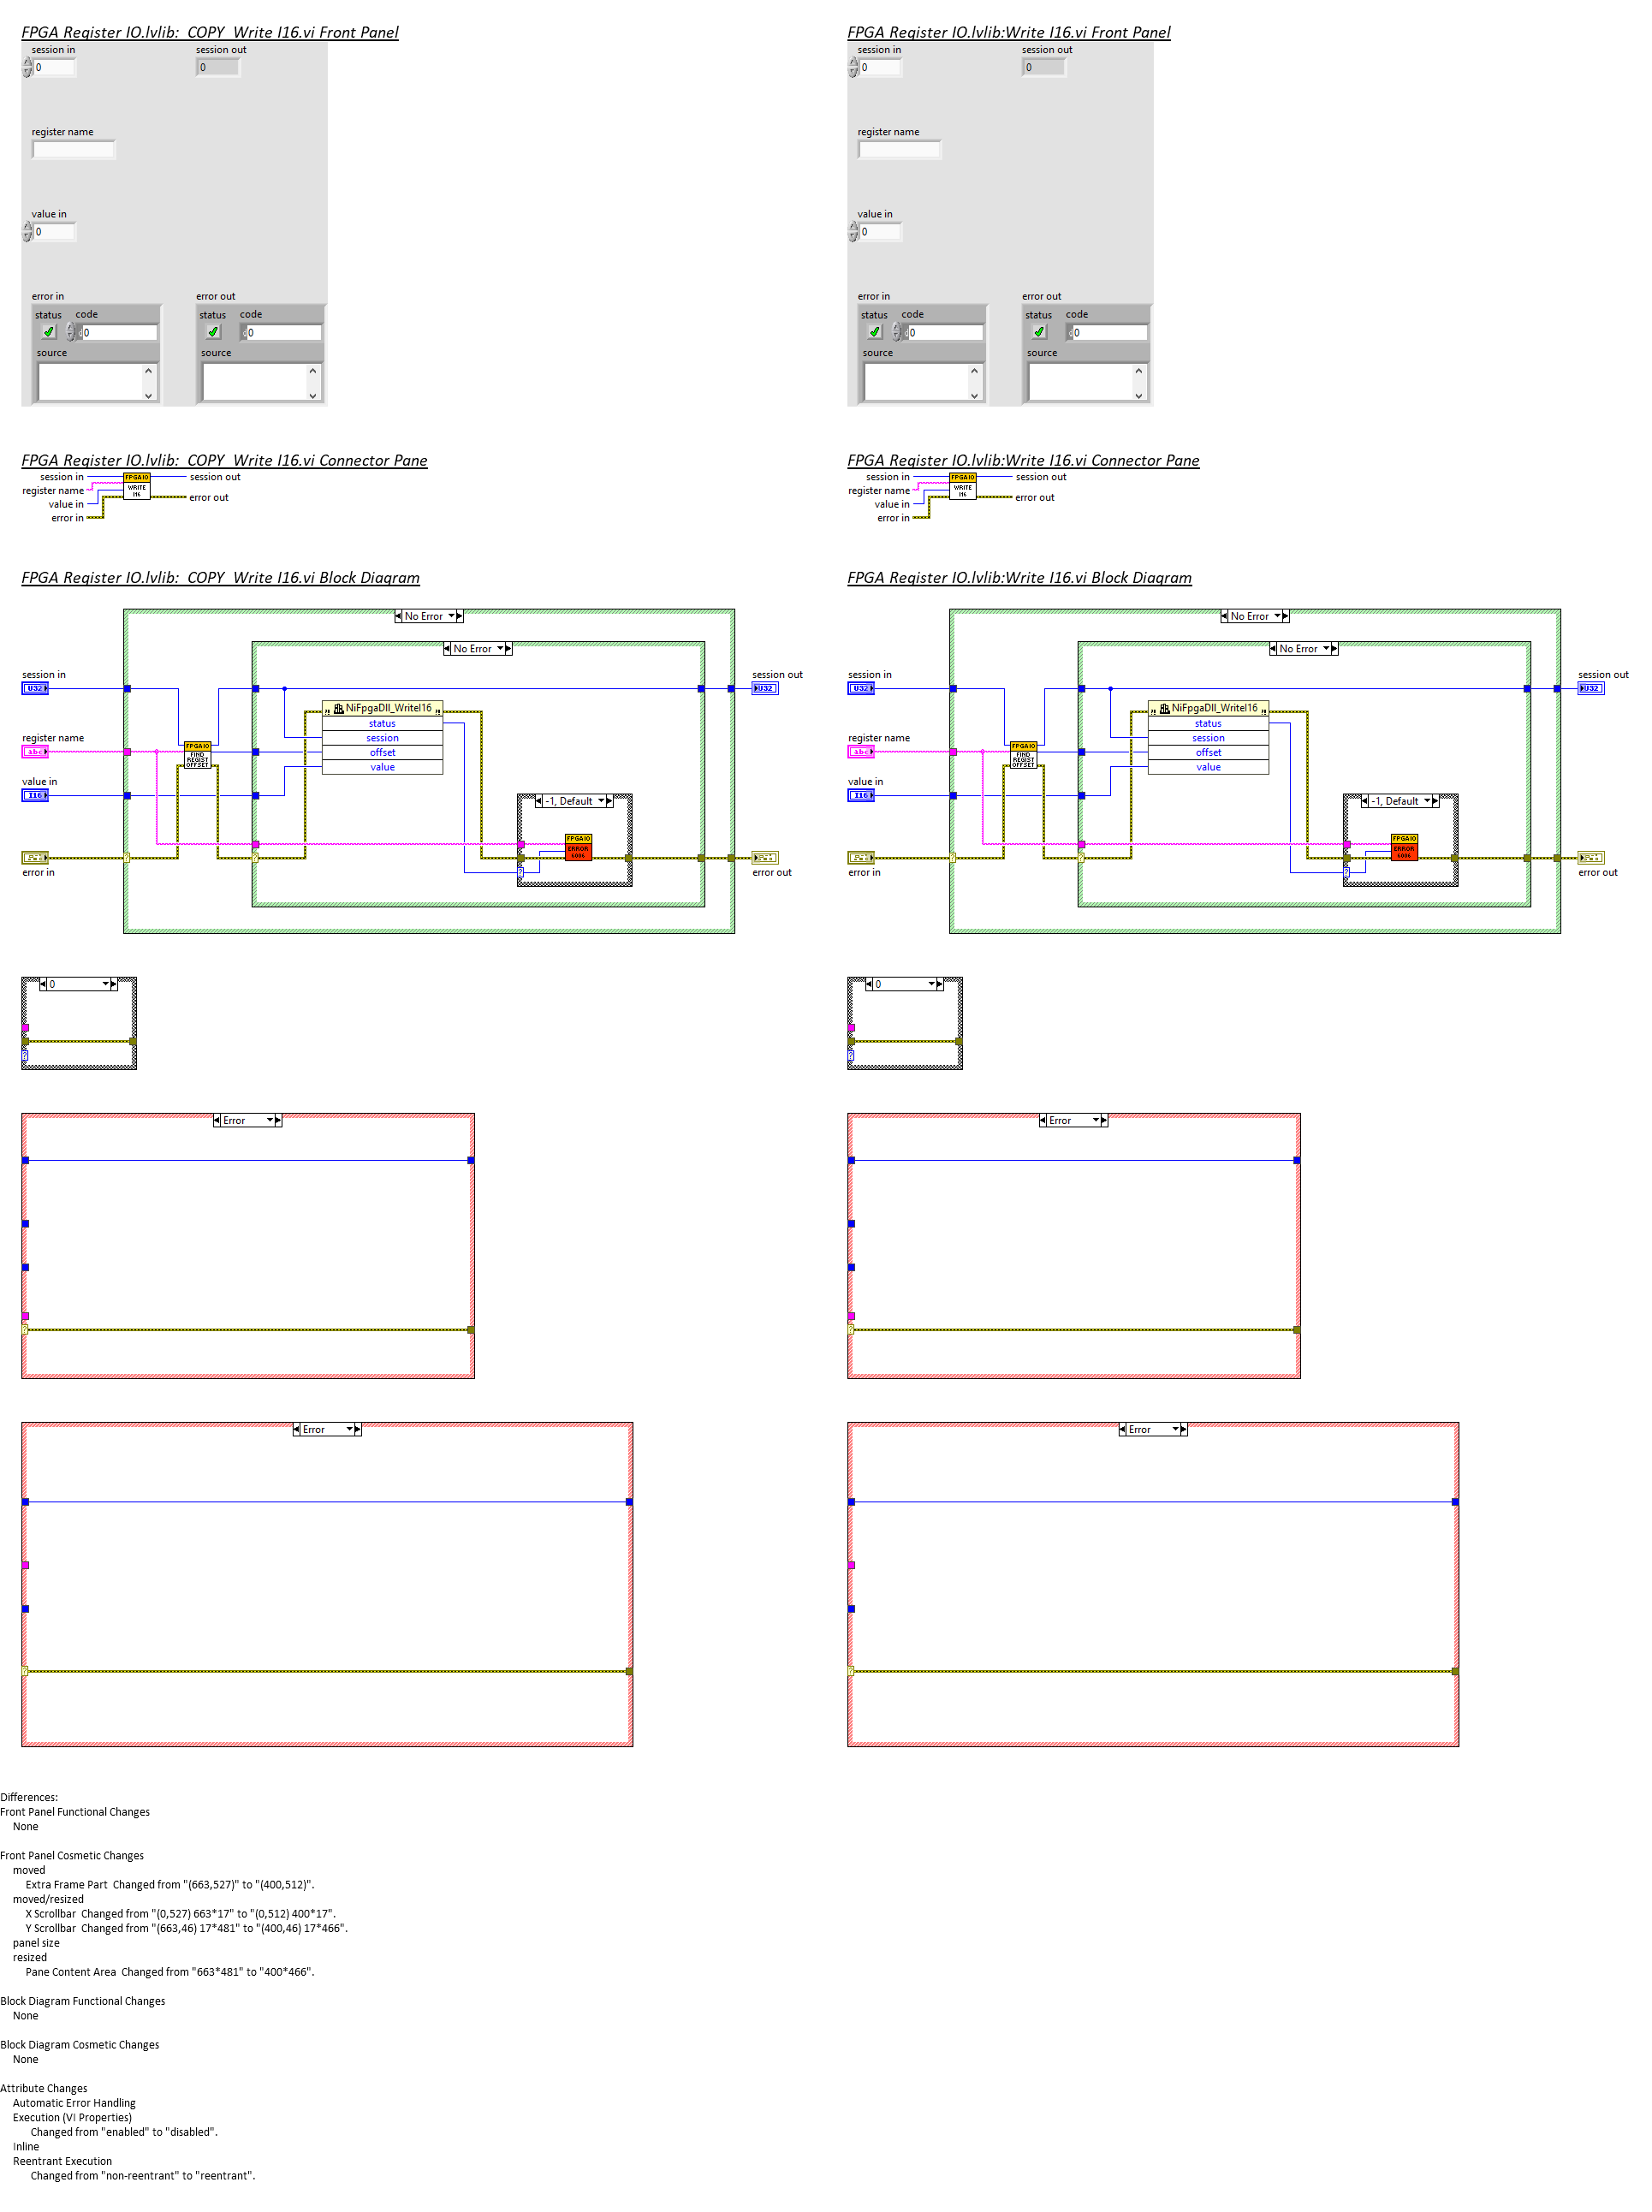 FPGA Register IO.lvlib:  COPY  Write I16.vi Front Panel
session in
session out
0
0
register name
value in
0
error in
error out
status
code
status
code
0
0
source
source
FPGA Register IO.lvlib:Write I16.vi Front Panel
session in
session out
0
0
register name
value in
0
error in
error out
status
code
status
code
0
0
source
source
FPGA Register IO.lvlib:  COPY  Write I16.vi Connector Pane
session in
FPGAIO
session out
register name
WRITE
I16
value in
error out
error in
FPGA Register IO.lvlib:Write I16.vi Connector Pane
session in
FPGAIO
session out
register name
WRITE
I16
value in
error out
error in
FPGA Register IO.lvlib:  COPY  Write I16.vi Block Diagram
No Error
No Error
session in
session out
U32
U32
NiFpgaDll_WriteI16
status
session
offset
value
register name
abc
FPGAIO
FIND
REGIST
OFFSET
value in
I16
-1, Default
FPGAIO
ERROR
error in
error out
FPGA Register IO.lvlib:Write I16.vi Block Diagram
No Error
No Error
session in
session out
U32
U32
NiFpgaDll_WriteI16
status
session
offset
value
register name
abc
FPGAIO
FIND
REGIST
OFFSET
value in
I16
-1, Default
FPGAIO
ERROR
error in
error out
0
0
Error
Error
Error
Error
Differences:
Front Panel Functional Changes
None
Front Panel Cosmetic Changes
moved
Extra Frame Part  Changed from "(663,527)" to "(400,512)".
moved/resized
X Scrollbar  Changed from "(0,527) 663*17" to "(0,512) 400*17".
Y Scrollbar  Changed from "(663,46) 17*481" to "(400,46) 17*466".
panel size
resized
Pane Content Area  Changed from "663*481" to "400*466".
Block Diagram Functional Changes
None
Block Diagram Cosmetic Changes
None
Attribute Changes
Automatic Error Handling
Execution (VI Properties)
Changed from "enabled" to "disabled".
Inline
Reentrant Execution
Changed from "non-reentrant" to "reentrant".